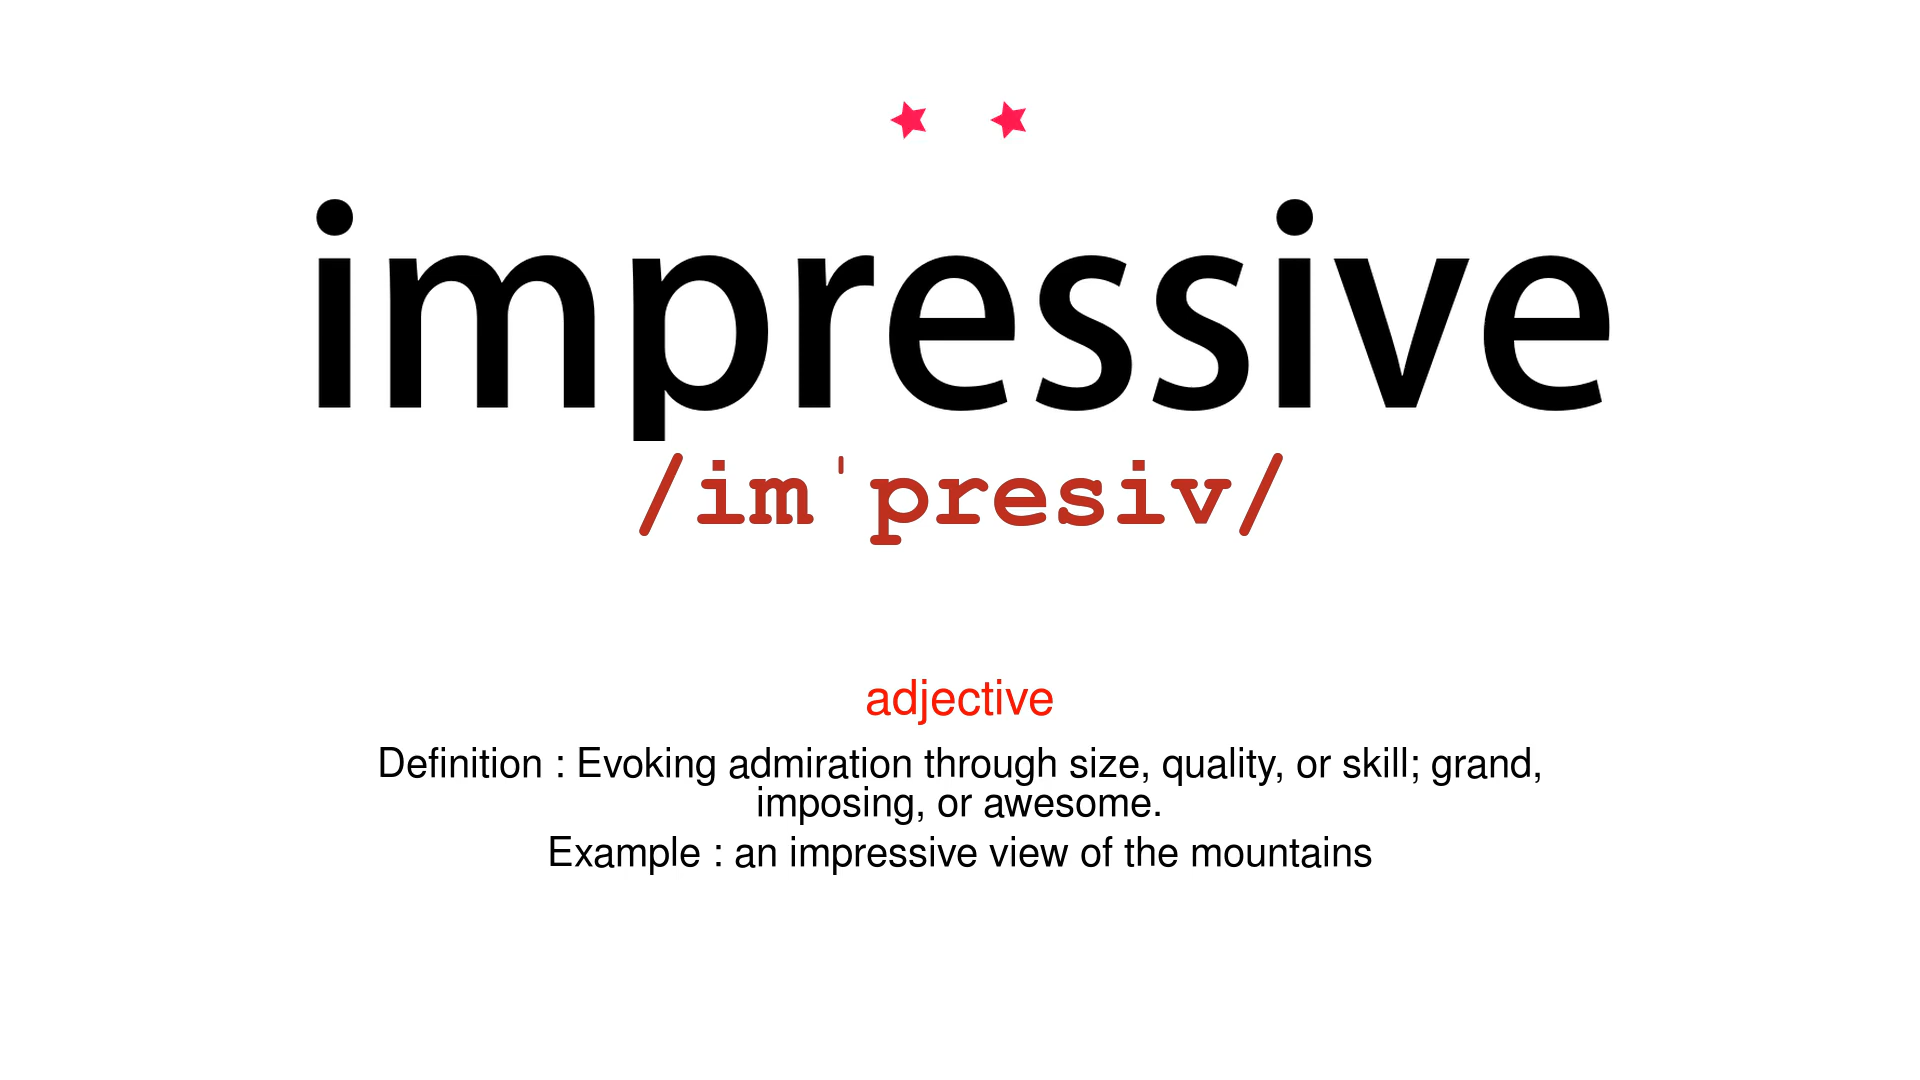 impressive
/imˈpresiv/
adjective
Definition : Evoking admiration through size, quality, or skill; grand,
imposing, or awesome.
Example : an impressive view of the mountains